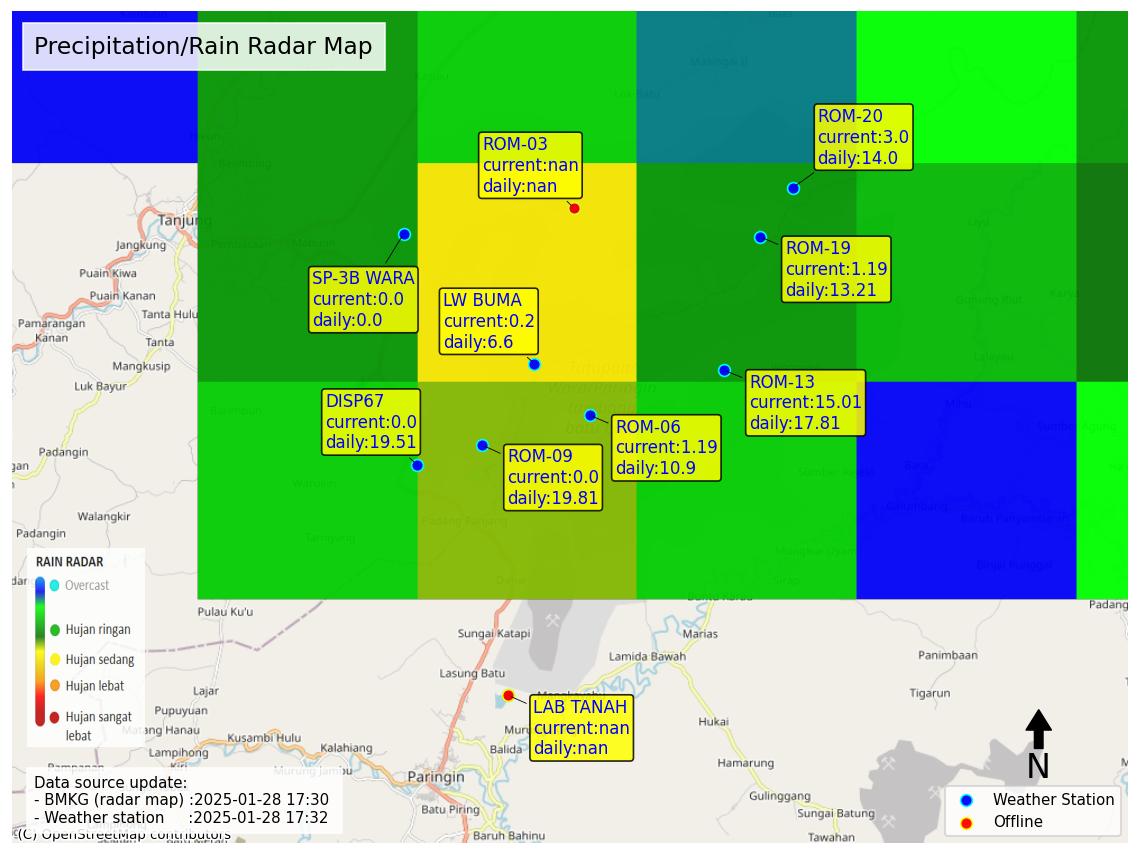 Precipitation/Rain Radar Map
ROM-20
current:3.0
daily:14.0
ROM-03
current:nan
daily:nan
Tanjung
Jangkung
ROM-19
current:1.19
daily:13.21
SP-3B WARA
current:0.0
daily:0.0
Puain Kiwa
Puain Kanan
LW BUMA
current:0.2
daily:6.6
Tanta Hulu
Pamarangan
Kanan
Tanta
Mangkusip
Luk Bayur
ROM-13
current:15.01
daily:17.81
DISP67
current:0.0
daily:19.51
ROM-06
current:1.19
daily:10.9
ROM-09
current:0.0
daily:19.81
Walangkir
Padangin
RAIN RADAR
Overcast
Hujan ringan
Hujan sedang
Hujan lebat
Hujan sangat
lebat
Pulau Ku'u
Sungai Katapi
Marias
Lamida Bawah
Panimbaan
Lasung Batu
Lajar
Tigarun
Pupuyuan
LAB TANAH
current:nan
daily:nan
Matang Hanau
Hukai
Kusambi Hulu
Kalahiang
Balida
Lampihong
Murung Jambu
Hamarung
Paringin
N
Gulinggang
Batu Piring
Sungai Batung
Baruh Bahinu
Tawahan
Data source update:
- BMKG (radar map) :2025-01-28 17:30
- Weather station :2025-01-28 17:32
(C) OpenStreetMap contributors
Weather Station
Offline